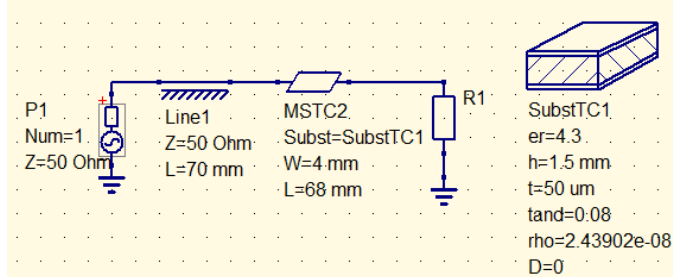 P1
Num=1
Z=50 Ohm
Line1
Z=50 Ohm
L=70 mm
MSTC2
Subst=SubstTC1
W=4 mm
L=68 mm
R1
SubstTC1
er=4.3
h=1.5 mm
t=50 um
tand=0.08
rho=2.43902e-08
D=0